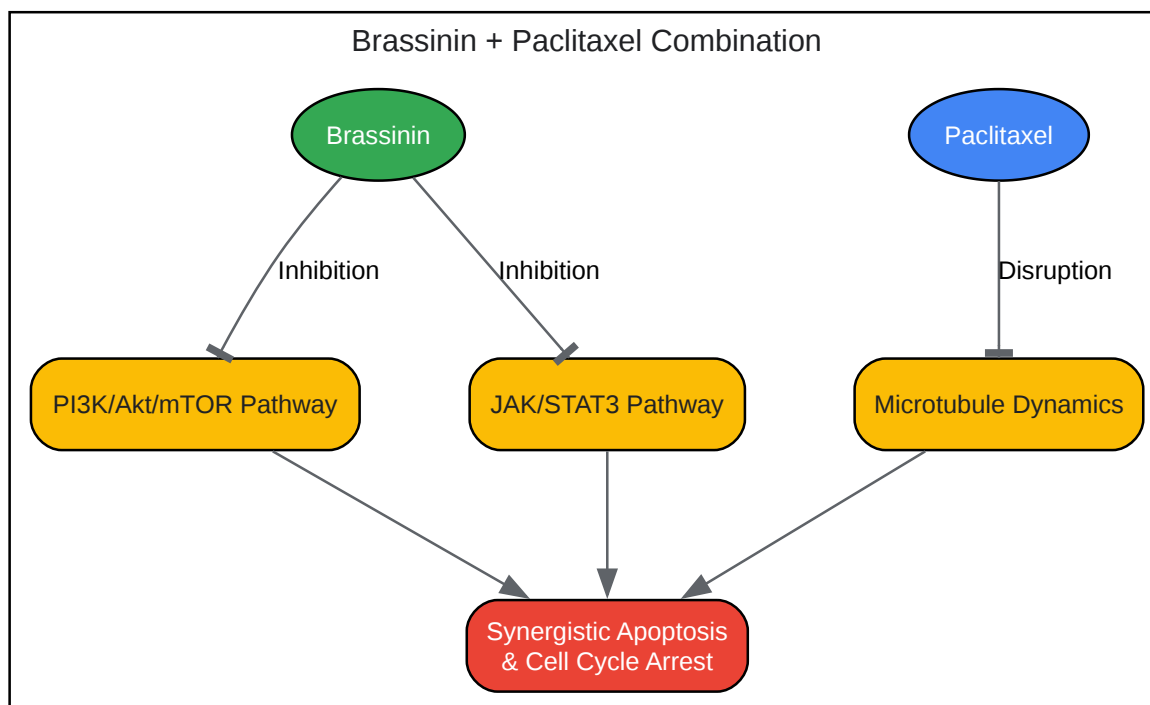 Brassinin + Paclitaxel Combination
Brassinin
Paclitaxel
Inhibition
Inhibition
Disruption
PI3K/Akt/mTOR Pathway
JAK/STAT3 Pathway
Microtubule Dynamics
Synergistic Apoptosis
& Cell Cycle Arrest